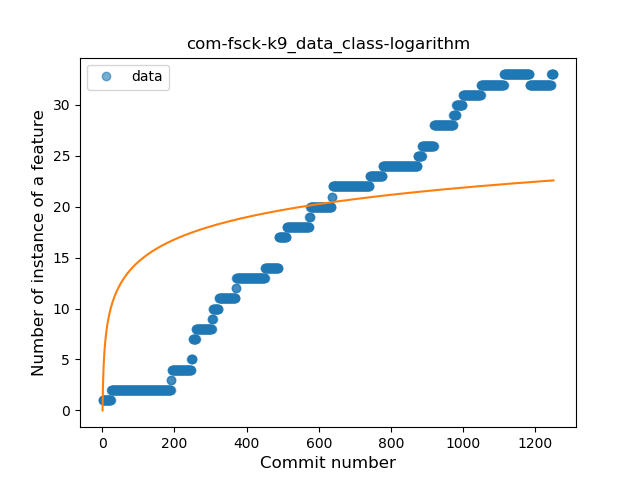 com-fsck-k9_data_class-logarithm
data
Number of instance of a feature
30
25
20
15
10
5
0
0 200 400 600 800 1000 1200
Commit number